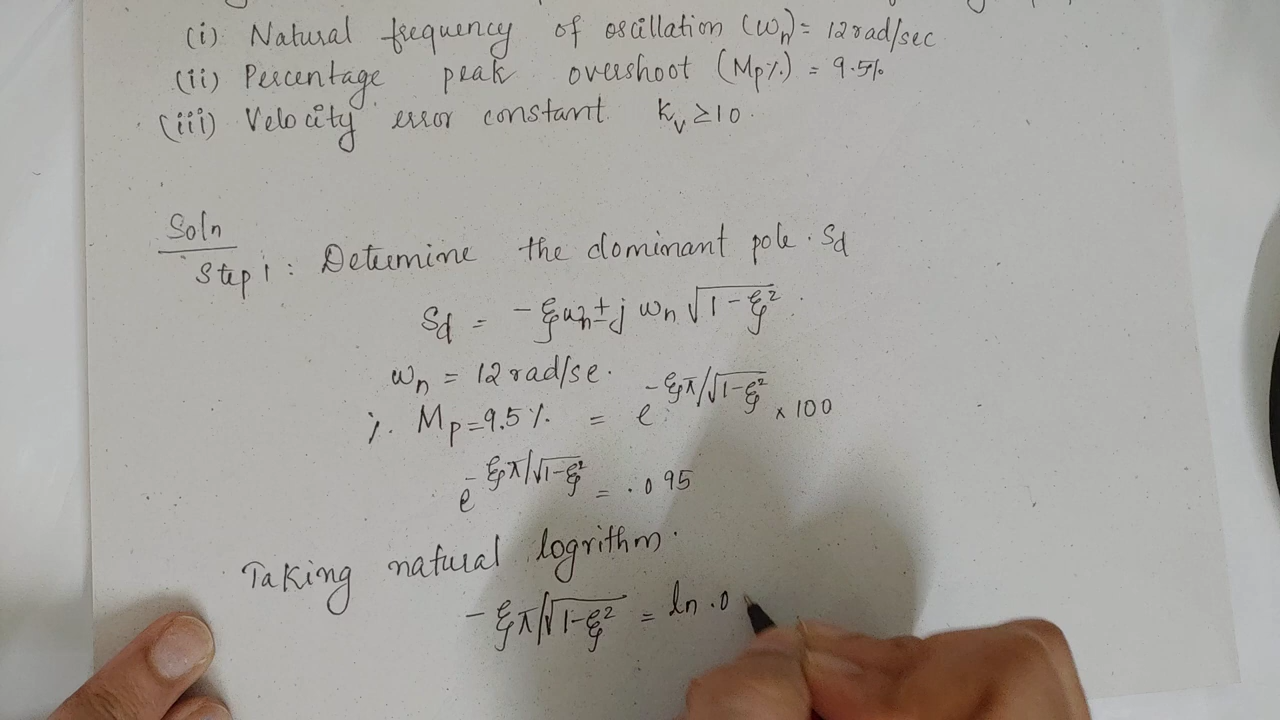 (i) Natural frequency of oscillation (ωn) = 12 rad/sec
(ii) Percentage peak overshoot (Mp%) = 9.5%
(iii) Velocity error constant Kv ≥ 10.
Soln
Step 1 : Determine the dominant pole. Sd
Sd = -ξωn ± j ωn √1-ξ²
ωn = 12 rad/se.
Mp = 9.5% = e^-ξπ/√1-ξ² × 100
e^-ξπ/√1-ξ² = .095
Taking natural logrithm.
-ξπ/√1-ξ² = ln .0